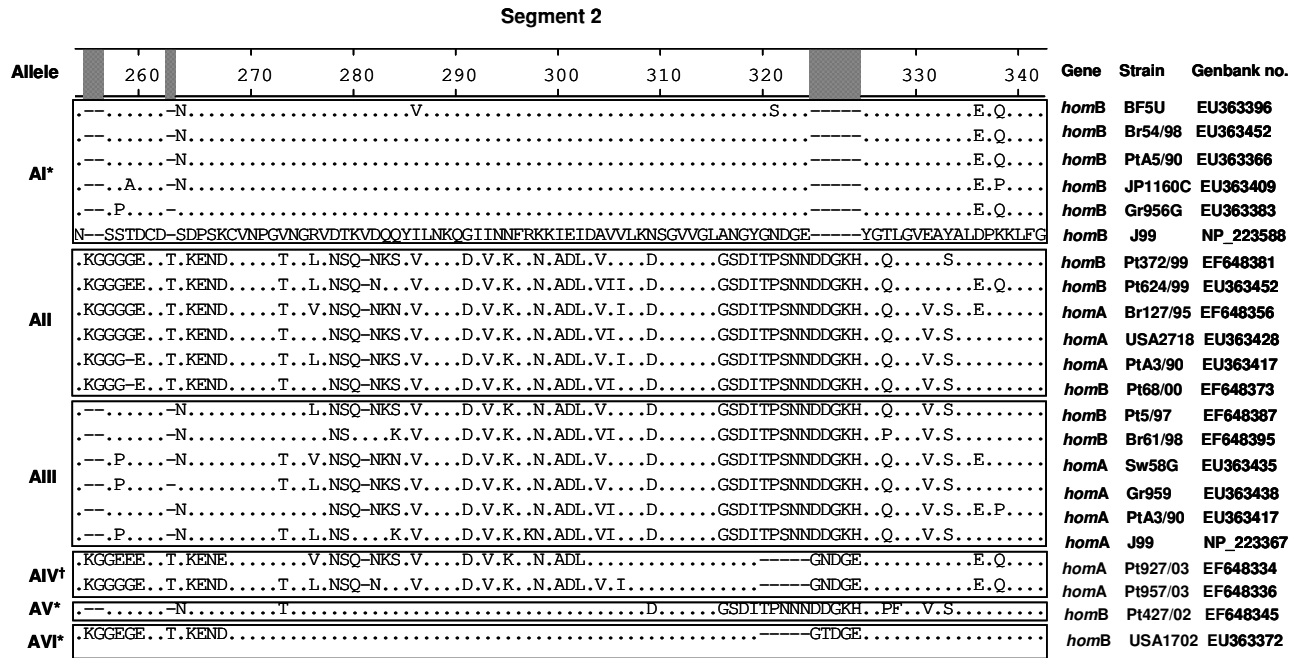 Segment 2
Allele 260 270 280 290 300 310 320 330 340 Gene Strain Genbank no.
.--......-N......................V..................................S...-----...........E.Q.... homB BF5U EU363396
.--......-N.............................................................-----...........E.Q.... homB Br54/98 EU363452
.--......-N.............................................................-----...........E.Q.... homB PtA5/90 EU363366
AI*
.--..A...-N.............................................................-----...........E.P.... homB JP1160C EU363409
.--.P....-..............................................................-----...........E.Q.... homB Gr956G EU363383
N--SSTDCD-SDPSKCVNPGVNGRVDTKVDQQYILNKQGIINNFRKKIEIDAVVLKNSGVVGLANGYGNDGE-----YGTLGVEAYALDPKKLFG homB J99 NP_223588
.KGGGGE..T.KEND.....T..L.NSQ-NKS.V....D.V.K..N.ADL.V....D......GSDITPSNNDDGKH..Q.....S......... homB Pt372/99 EF648381
.KGGGEE..T.KEND.....T..L.NSQ-N...V....D.V.K..N.ADL.VII..D......GSDITPSNNDDGKH..Q........E.Q.... homB Pt624/99 EU363452
.KGGGGE..T.KEND.....T..V.NSQ-NKN.V....D.V.K..N.ADL.V.I..D......GSDITPSNNDDGKH..Q...V.S..E...... homA Br127/95 EF648356
AII
.KGGGGE..T.KEND.....T..L.NSQ-NKS.V....D.V.K..N.ADL.VI...D......GSDITPSNNDDGKH..Q...V.S......... homA USA2718 EU363428
.KGGG-E..T.KEND.....T..L.NSQ-NKS.V....D.V.K..N.ADL.V.I..D......GSDITPSNNDDGKH..Q...V.S......... homA PtA3/90 EU363417
.KGGG-E..T.KEND.....T..L.NSQ-NKS.V....D.V.K..N.ADL.VI...D......GSDITPSNNDDGKH..Q...V.S......... homB Pt68/00 EF648373
.--......-N............L.NSQ-NKS.V....D.V.K..N.ADL.V....D......GSDITPSNNDDGKH..Q...V.S......... homB Pt5/97 EF648387
.--......-N..............NS....K.V....D.V.K..N.ADL.VI...D......GSDITPSNNDDGKH..P...V.S......... homB Br61/98 EF648395
.--.P....-N.........T..V.NSQ-NKN.V....D.V.K..N.ADL.VI...D......GSDITPSNNDDGKH..Q...V.S..E...... homA Sw58G EU363435
AIII
.--.P....-..........T..L.NSQ-NKS.V....D.V.K..N.ADL.V....D......GSDITPSNNDDGKH..Q...V.S......... homA Gr959 EU363438
.--......-N..............NSQ-NKS.V....D.V.K..N.ADL.V....D......GSDITPSNNDDGKH..Q...V.S..E.P.... homA PtA3/90 EU363417
.--.P....-N.........T..L.NSQ...K.V....D.V.KN.N.ADL.V....D......GSDITPSNNDDGKH..Q...V.S......... homA J99 NP_223367
.KGGEEE..T.KENE........V.NSQ-NKS.V....D.V.K..N.ADL.................-----GNDGE...........E.Q.... homA Pt927/03 EF648334
AIV†
.KGGGGE..T.KEND.....T..L.NSQ-N...V....D.V.K..N.ADL.V.I.............-----GNDGE...........E.Q.... homA Pt957/03 EF648336
AV* .--......-N.........T...................................D......GSDITPNNNDDGKH..PF..V.S......... homB Pt427/02 EF648345
AVI* .KGGEGE..T.KEND....................................................-----GTDGE.................. homB USA1702 EU363372